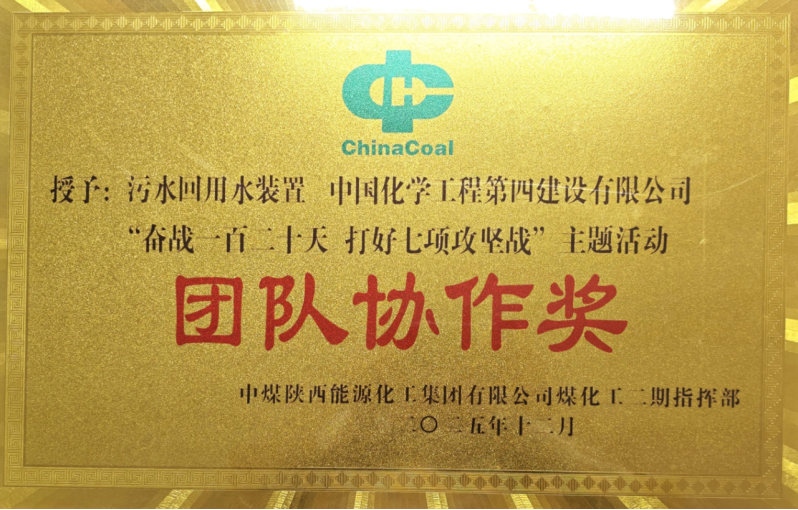 ChinaCoal
授予：污水回用水装置 中国化学工程第四建设有限公司
“奋战一百二十天 打好七项攻坚战”主题活动
团队协作奖
中煤陕西能源化工集团有限公司煤化工二期指挥部
二〇二五年十二月